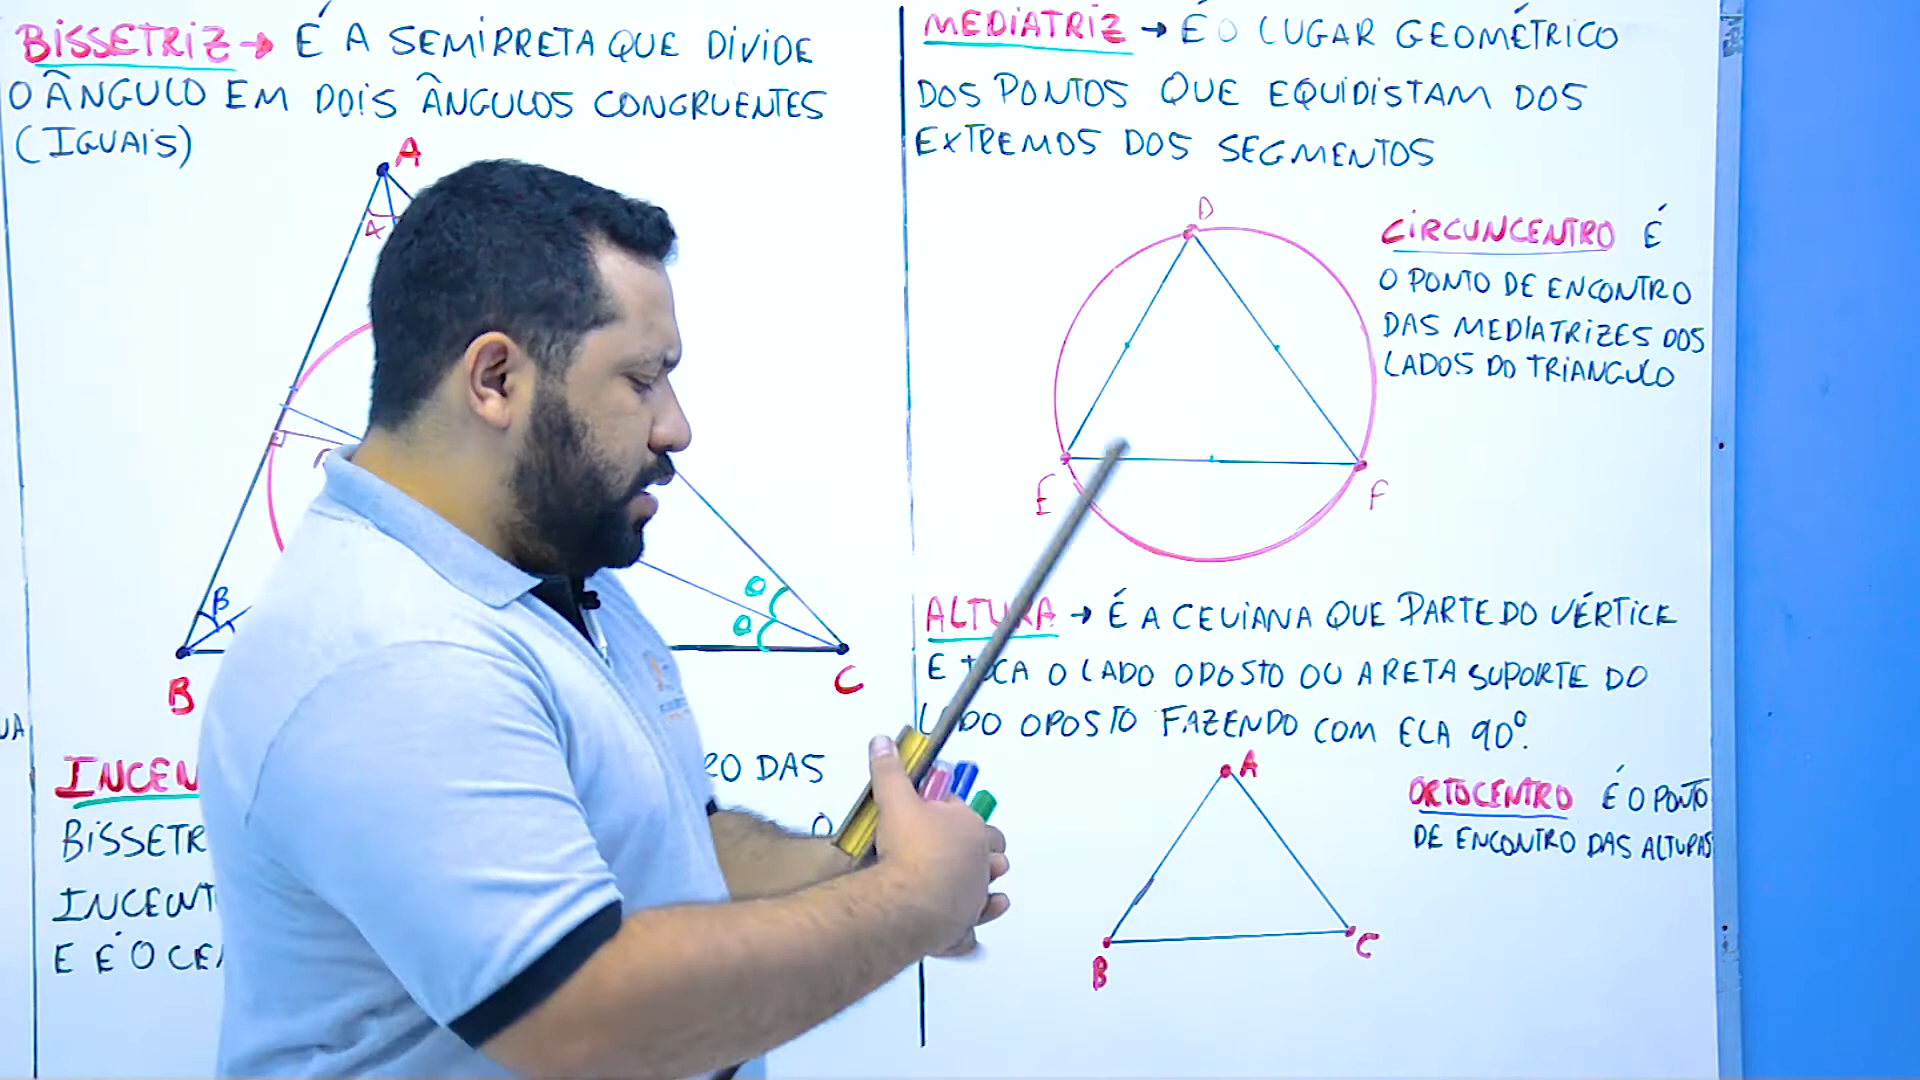 BISSETRIZ → É A SEMIRRETA QUE DIVIDE
O ÂNGULO EM DOIS ÂNGULOS CONGRUENTES
(IGUAIS)
A
α
B
θ
θ
B
C
UA
INCEN
RO DAS
BISSETR
O
INCENT
E É O CE
MEDIATRIZ → É O LUGAR GEOMÉTRICO
DOS PONTOS QUE EQUIDISTAM DOS
EXTREMOS DOS SEGMENTOS
D
E
F
CIRCUNCENTRO É
O PONTO DE ENCONTRO
DAS MEDIATRIZES DOS
LADOS DO TRIANGULO
ALTURA → É A CEVIANA QUE PARTE DO VÉRTICE
E TOCA O LADO OPOSTO OU A RETA SUPORTE DO
LADO OPOSTO FAZENDO COM ELA 90º.
A
B
C
ORTOCENTRO É O PONTO
DE ENCONTRO DAS ALTURAS